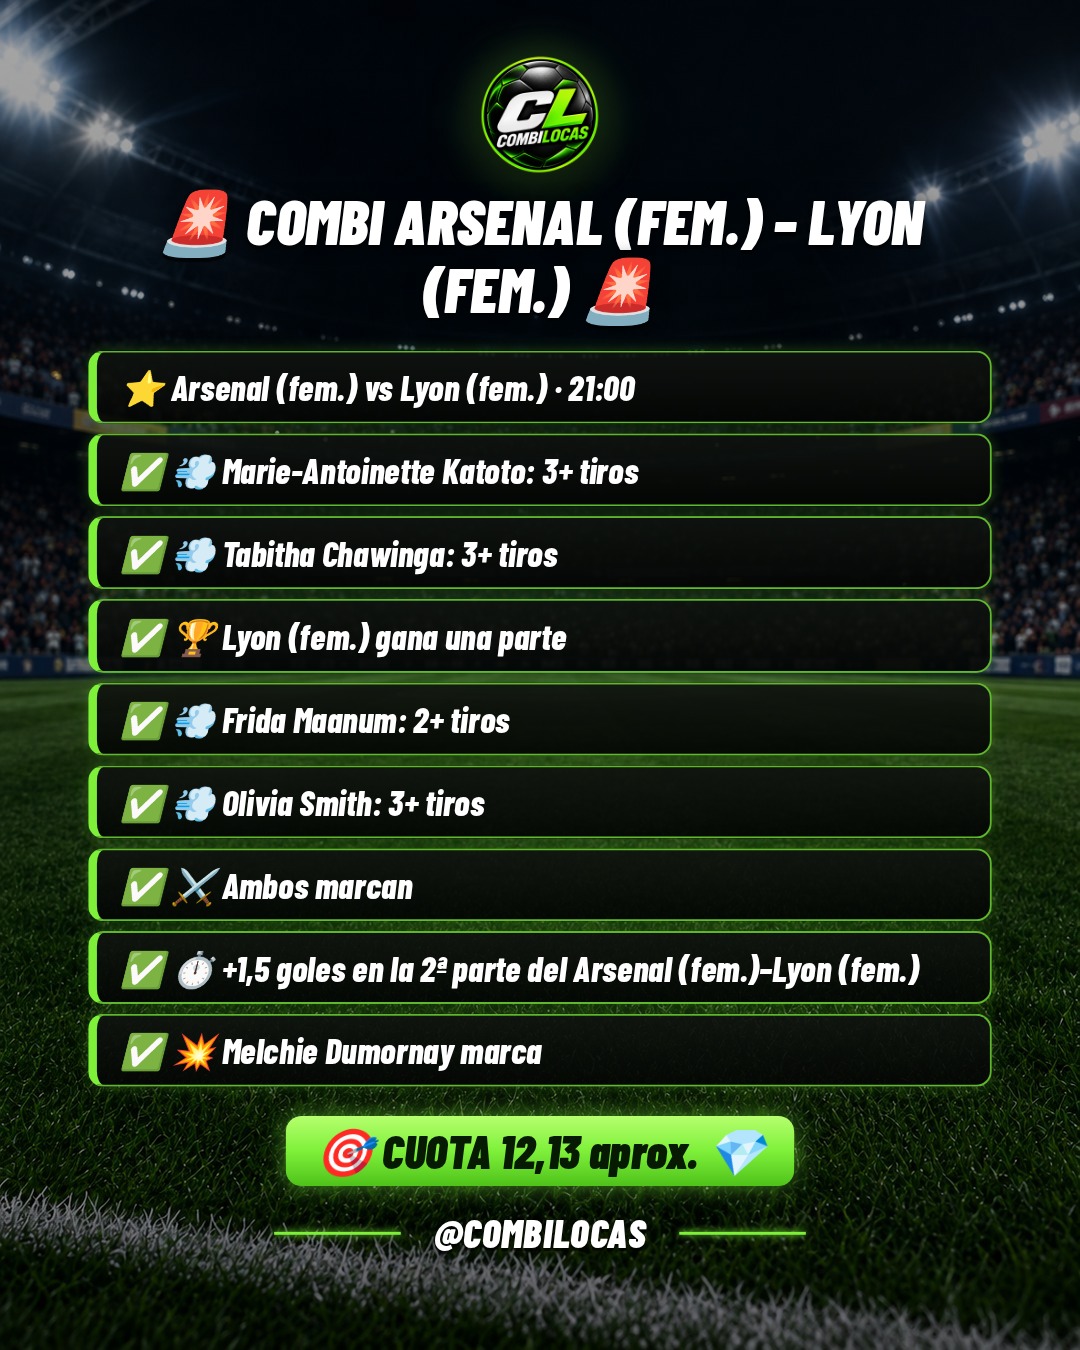 CL
COMBILOCAS
🚨 COMBI ARSENAL (FEM.) - LYON
(FEM.) 🚨
⭐ Arsenal (fem.) vs Lyon (fem.) · 21:00
✅ 💨 Marie-Antoinette Katoto: 3+ tiros
✅ 💨 Tabitha Chawinga: 3+ tiros
✅ 🏆 Lyon (fem.) gana una parte
✅ 💨 Frida Maanum: 2+ tiros
✅ 💨 Olivia Smith: 3+ tiros
✅ ⚔️ Ambos marcan
✅ ⏱️ +1,5 goles en la 2ª parte del Arsenal (fem.)-Lyon (fem.)
✅ 💥 Melchie Dumornay marca
🎯 CUOTA 12,13 aprox. 💎
@COMBILOCAS